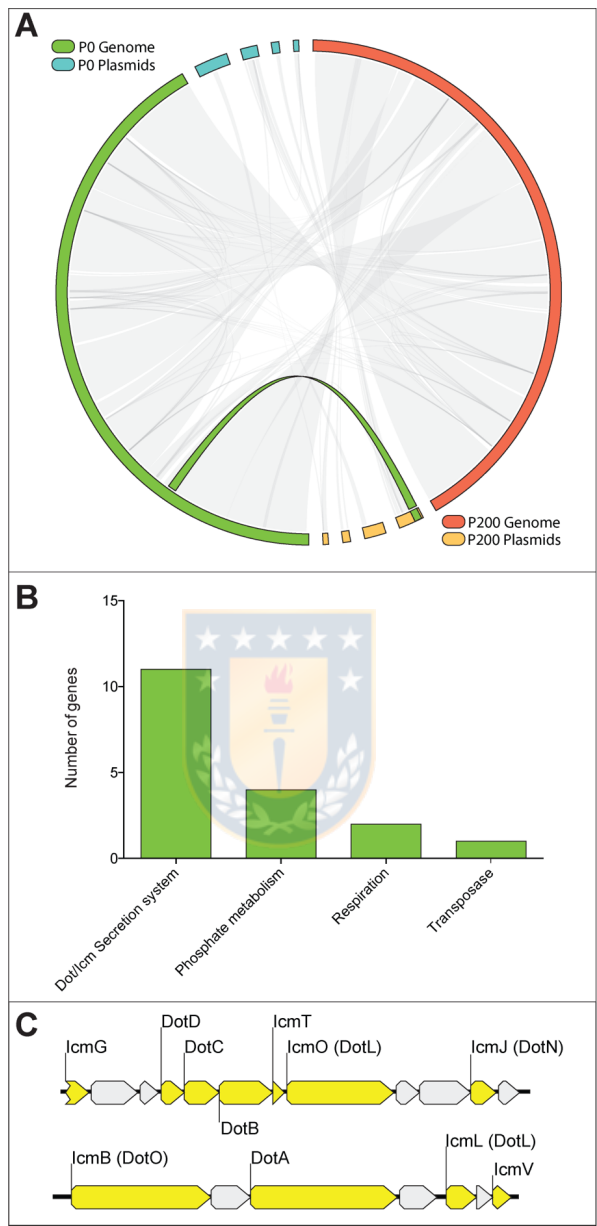 A
P0 Genome
P0 Plasmids
P200 Genome
P200 Plasmids
B
Number of genes
15
10
5
0
Dot/Icm Secretion system
Phosphate metabolism
Respiration
Transposase
C
DotD
IcmT
IcmG
DotC
IcmO (DotL)
IcmJ (DotN)
DotB
IcmL (DotL)
IcmB (DotO)
DotA
IcmV